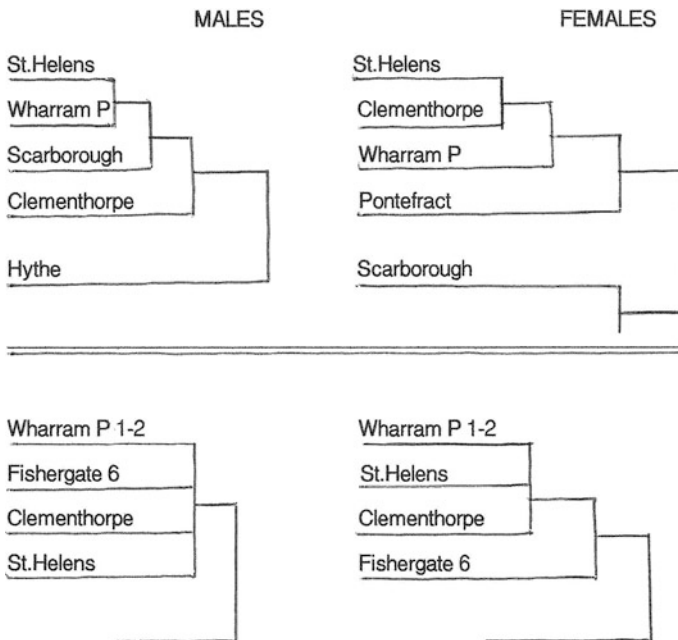 MALES
FEMALES
St.Helens
Wharram P
Scarborough
Clementhorpe
Hythe
St.Helens
Clementhorpe
Wharram P
Pontefract
Scarborough
Wharram P 1-2
Fishergate 6
Clementhorpe
St.Helens
Wharram P 1-2
St.Helens
Clementhorpe
Fishergate 6